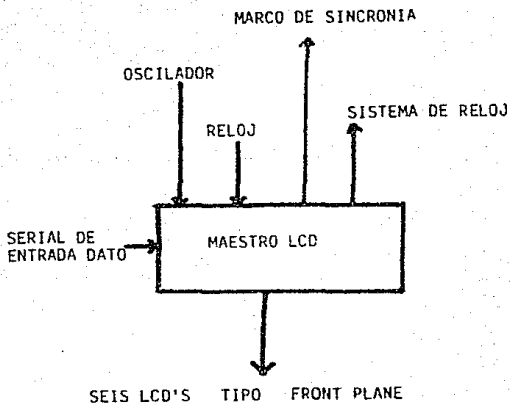 MARCO DE SINCRONIA
OSCILADOR
SISTEMA DE RELOJ
RELOJ
SERIAL DE
ENTRADA DATO
MAESTRO LCD
SEIS LCD'S TIPO FRONT PLANE